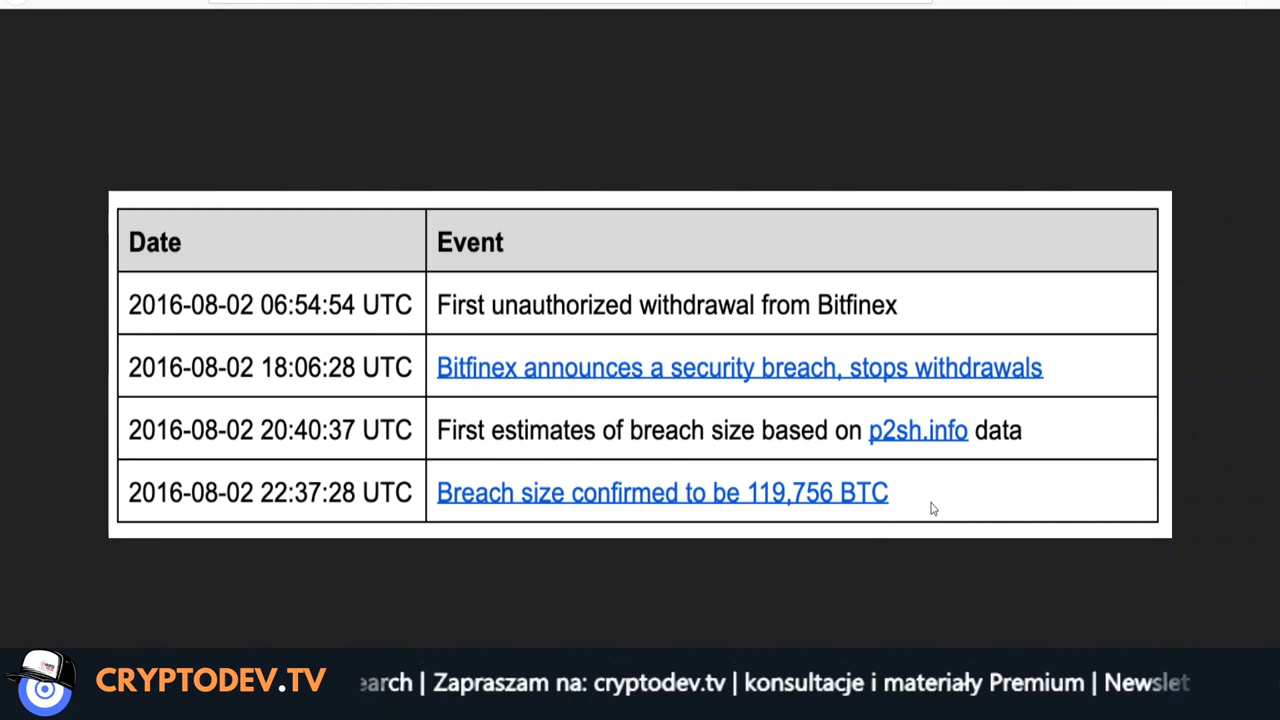 Date Event
2016-08-02 06:54:54 UTC First unauthorized withdrawal from Bitfinex
2016-08-02 18:06:28 UTC Bitfinex announces a security breach, stops withdrawals
2016-08-02 20:40:37 UTC First estimates of breach size based on p2sh.info data
2016-08-02 22:37:28 UTC Breach size confirmed to be 119,756 BTC
CRYPTODEV.TV earch | Zapraszam na: cryptodev.tv | konsultacje i materiały Premium | Newslet